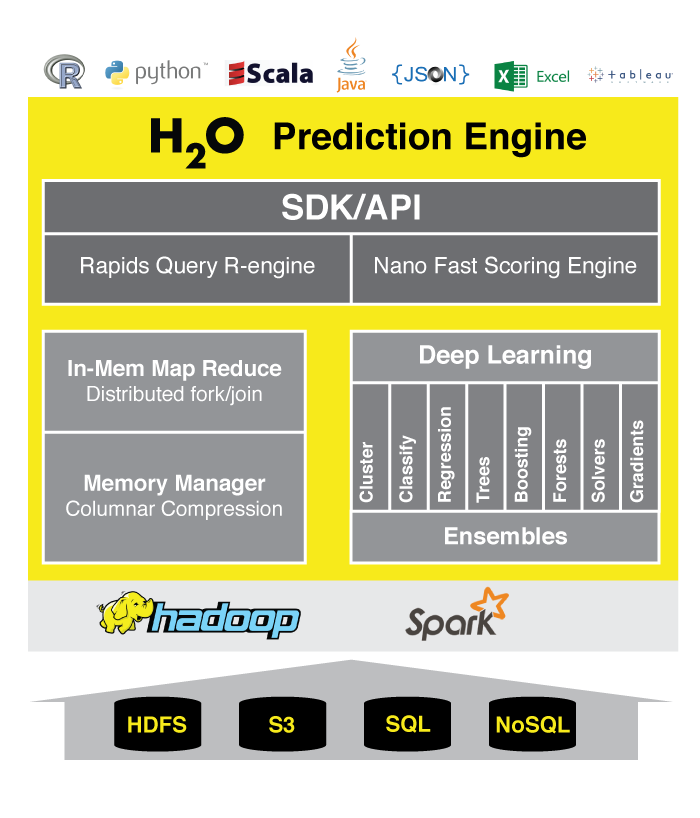 R python™ Scala Java {JSON} Excel +ableau
H2O Prediction Engine
SDK/API
Rapids Query R-engine
Nano Fast Scoring Engine
In-Mem Map Reduce
Distributed fork/join
Memory Manager
Columnar Compression
Deep Learning
Cluster
Classify
Regression
Trees
Boosting
Forests
Solvers
Gradients
Ensembles
hadoop
Spark
HDFS
S3
SQL
NoSQL